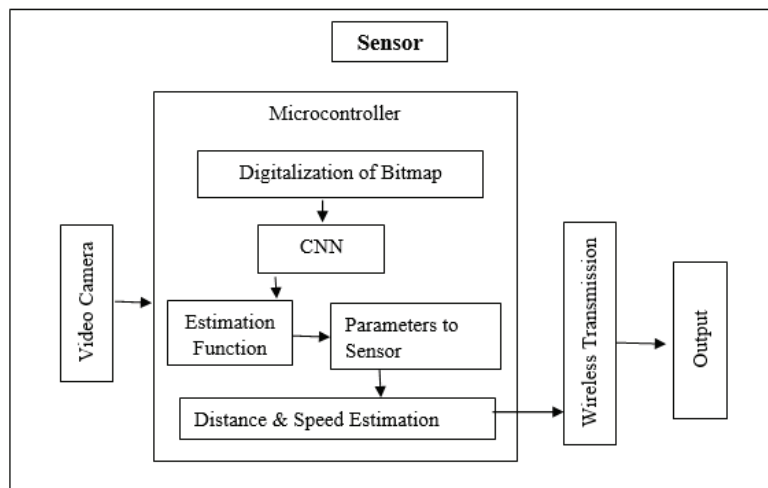 Sensor
Microcontroller
Digitalization of Bitmap
CNN
Video Camera
Estimation
Function
Parameters to
Sensor
Distance & Speed Estimation
Wireless Transmission
Output